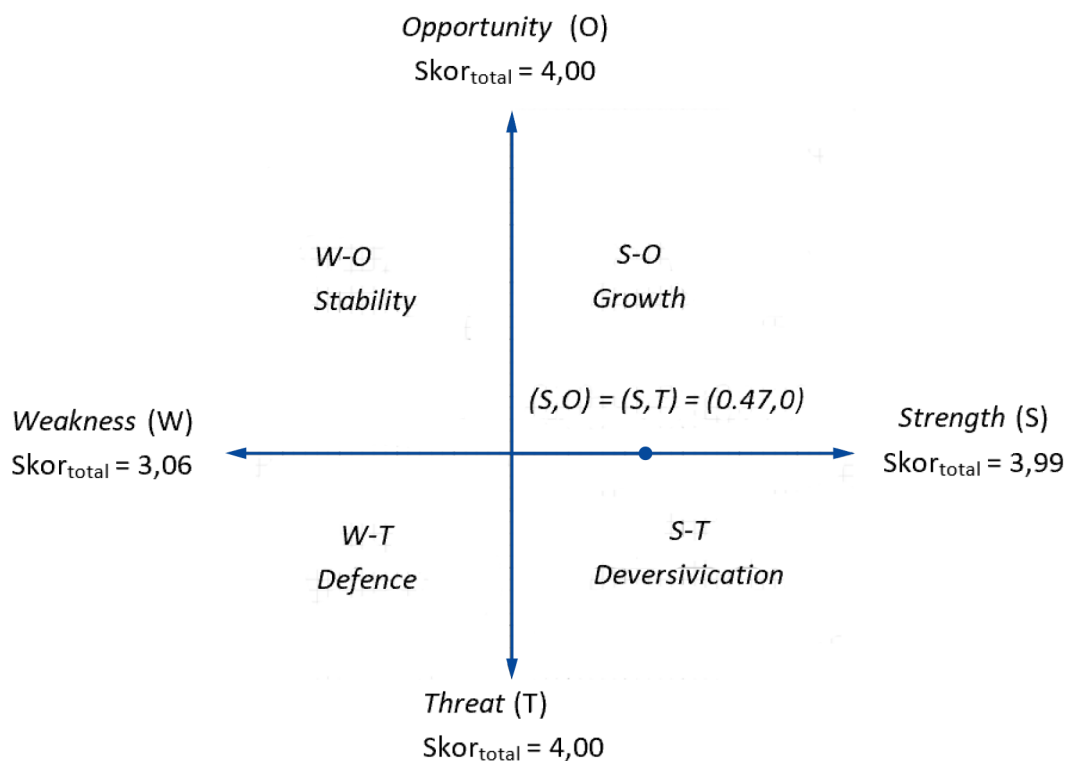 Opportunity (O)
Skortotal = 4,00
W-O
Stability
S-O
Growth
(S,O) = (S,T) = (0.47,0)
Weakness (W)
Skortotal = 3,06
Strength (S)
Skortotal = 3,99
W-T
Defence
S-T
Deversivication
Threat (T)
Skortotal = 4,00